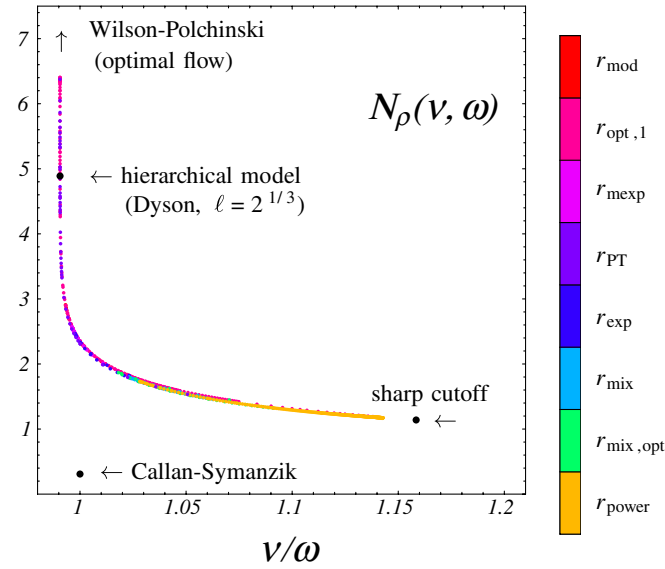 7
6
5
4
3
2
1
↑ Wilson-Polchinski
(optimal flow)
N_ρ(ν, ω)
← hierarchical model
(Dyson, ℓ = 2^{1/3})
sharp cutoff
←
← Callan-Symanzik
1 1.05 1.1 1.15 1.2
ν/ω
r_mod
r_opt,1
r_mexp
r_PT
r_exp
r_mix
r_mix,opt
r_power